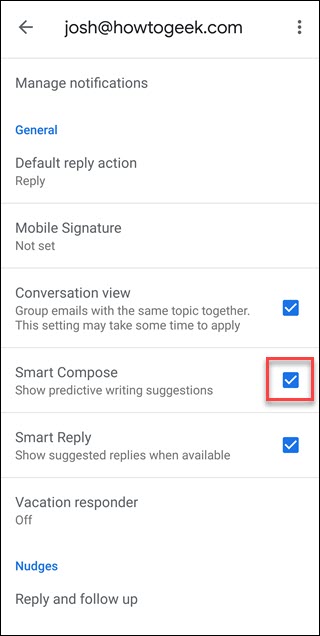 josh@howtogeek.com
Manage notifications
General
Default reply action
Reply
Mobile Signature
Not set
Conversation view
Group emails with the same topic together.
This setting may take some time to apply
Smart Compose
Show predictive writing suggestions
Smart Reply
Show suggested replies when available
Vacation responder
Off
Nudges
Reply and follow up